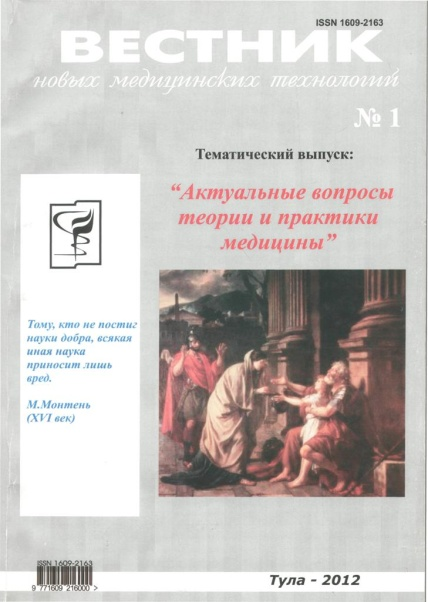 ISSN 1609-2163
ВЕСТНИК
новых медицинских технологий
№ 1
Тематический выпуск:
“Актуальные вопросы
теории и практики
медицины”
Тому, кто не постиг
науки добра, всякая
иная наука
приносит лишь
вред.
М.Монтень
(XVI век)
ISSN 1609-2163
9 771609 216000 >
Тула - 2012